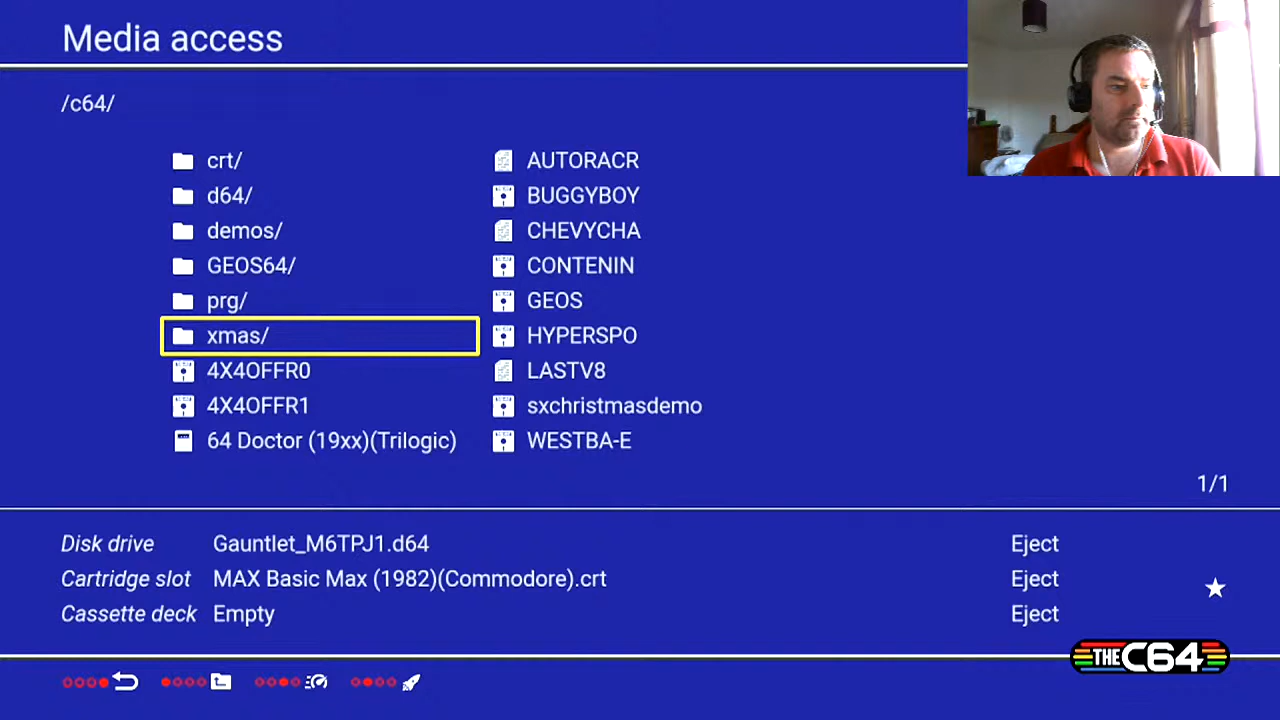 Media access
/c64/
crt/
d64/
demos/
GEOS64/
prg/
xmas/
4X4OFFR0
4X4OFFR1
64 Doctor (19xx)(Trilogic)
AUTORACR
BUGGYBOY
CHEVYCHA
CONTENIN
GEOS
HYPERSPO
LASTV8
sxchristmasdemo
WESTBA-E
1/1
Disk drive Gauntlet_M6TPJ1.d64 Eject
Cartridge slot MAX Basic Max (1982)(Commodore).crt Eject
Cassette deck Empty Eject
THEC64